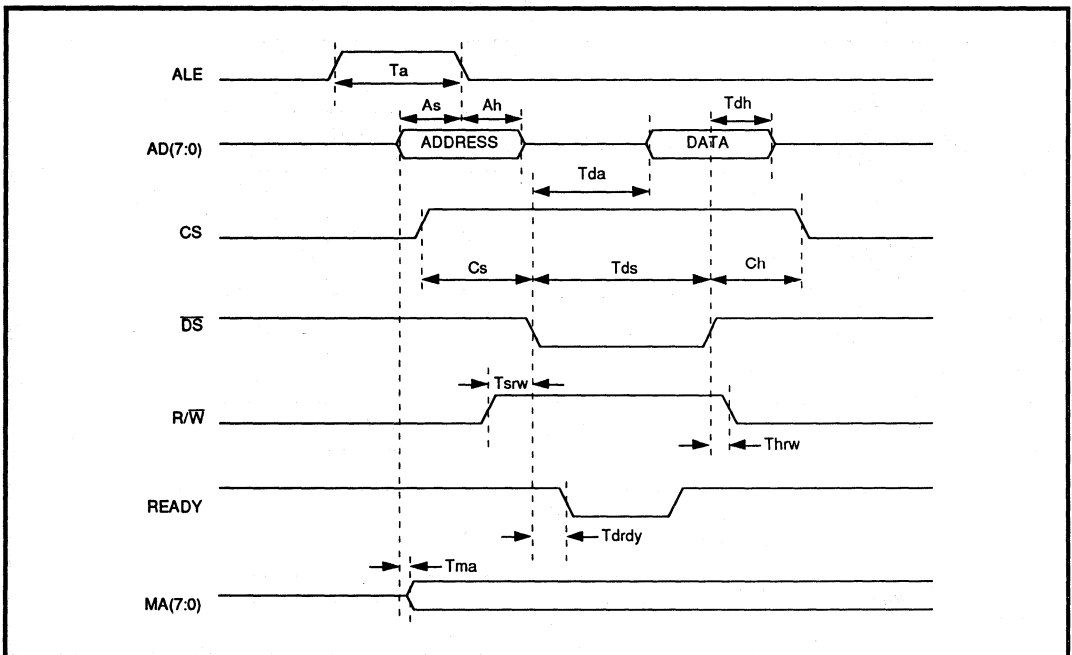 ALE
Ta
As
Ah
Tdh
AD(7:0)
ADDRESS
DATA
Tda
CS
Cs
Tds
Ch
DS
Tsrw
R/W
Thrw
READY
Tdrdy
Tma
MA(7:0)